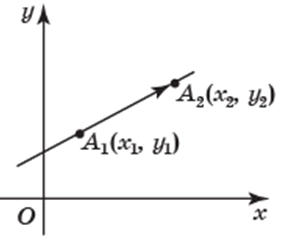 y
A₂(x₂, y₂)
A₁(x₁, y₁)
O
x